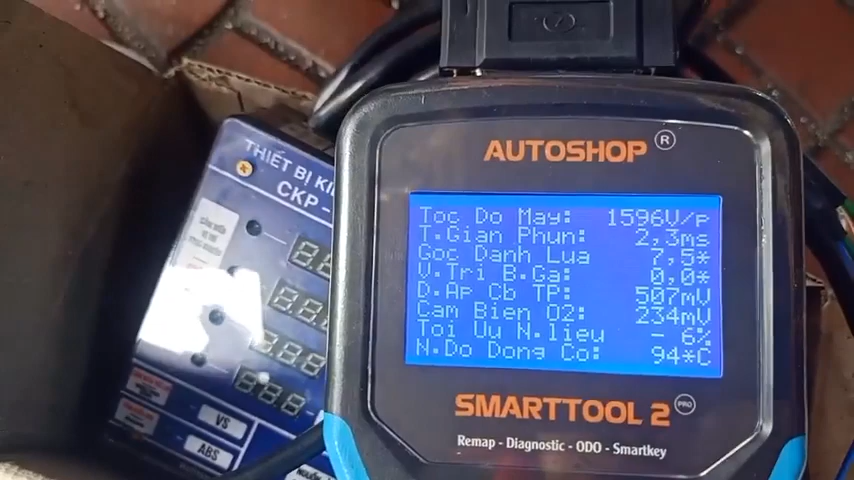 THIẾT BỊ
CKP -
AUTOSHOP ®
Toc Do May: 1596V/p
T.Gian Phun: 2,3ms
Goc Danh Lua 7,5*
V.Tri B.Ga: 0,0*
D.Ap Cb TP: 507mV
Cam Bien O2: 234mV
Toi Uu N.lieu - 6%
N.Do Dong Co: 94*C
SMARTTOOL 2 PRO
Remap - Diagnostic - ODO - Smartkey
VS
ABS